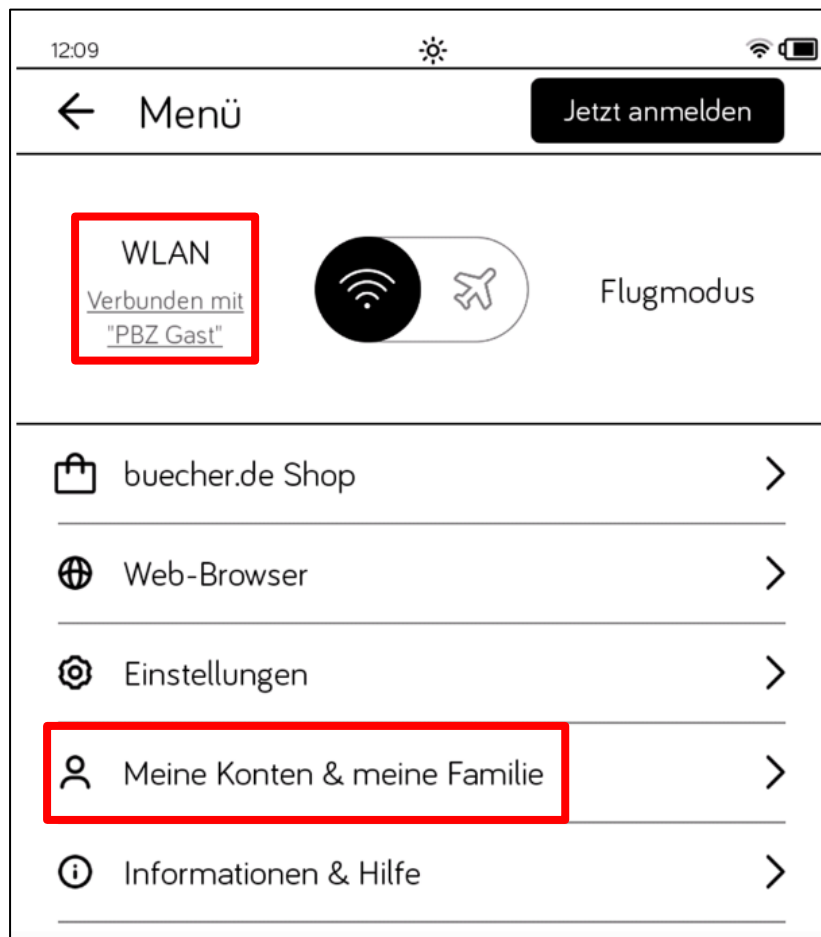 12:09
Menü
Jetzt anmelden
WLAN
Verbunden mit
"PBZ Gast"
Flugmodus
buecher.de Shop
Web-Browser
Einstellungen
Meine Konten & meine Familie
Informationen & Hilfe